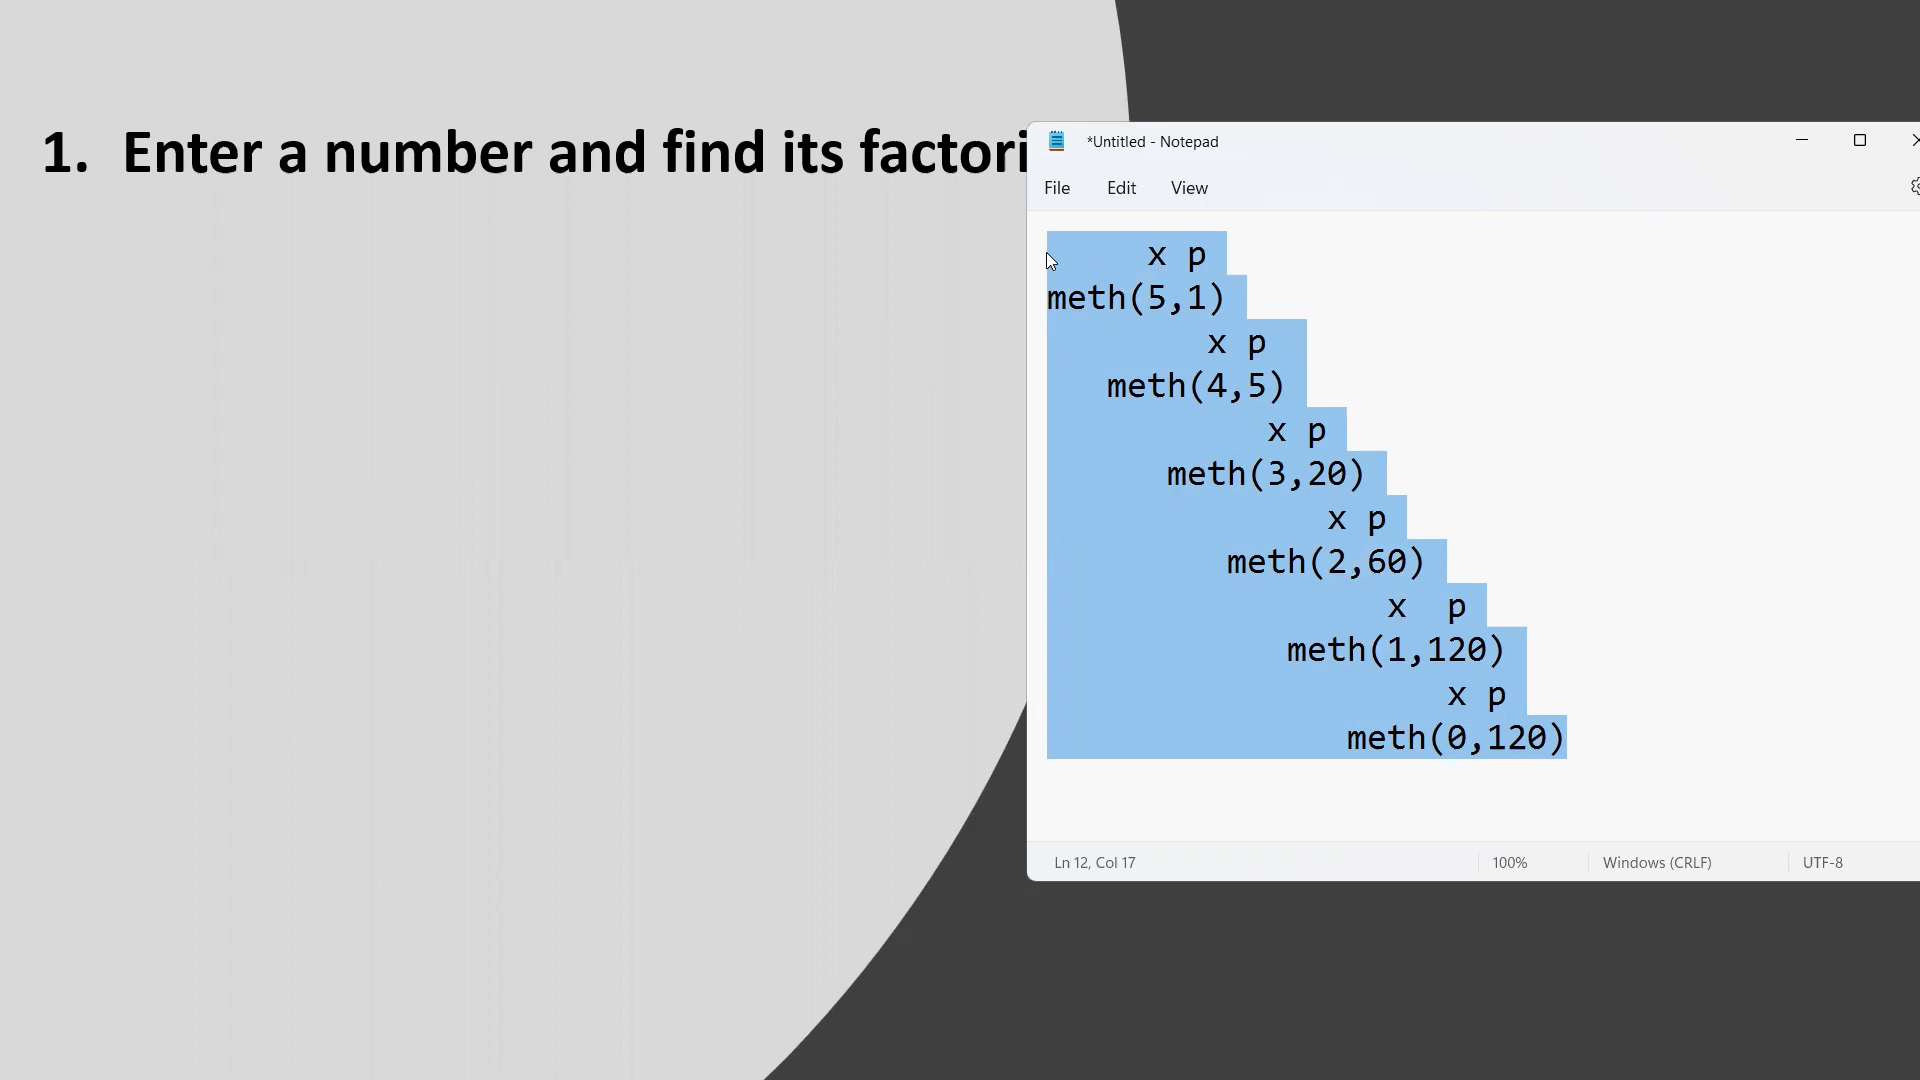 1. Enter a number and find its factori
*Untitled - Notepad
File Edit View
x p
meth(5,1)
x p
meth(4,5)
x p
meth(3,20)
x p
meth(2,60)
x p
meth(1,120)
x p
meth(0,120)
Ln 12, Col 17 100% Windows (CRLF) UTF-8